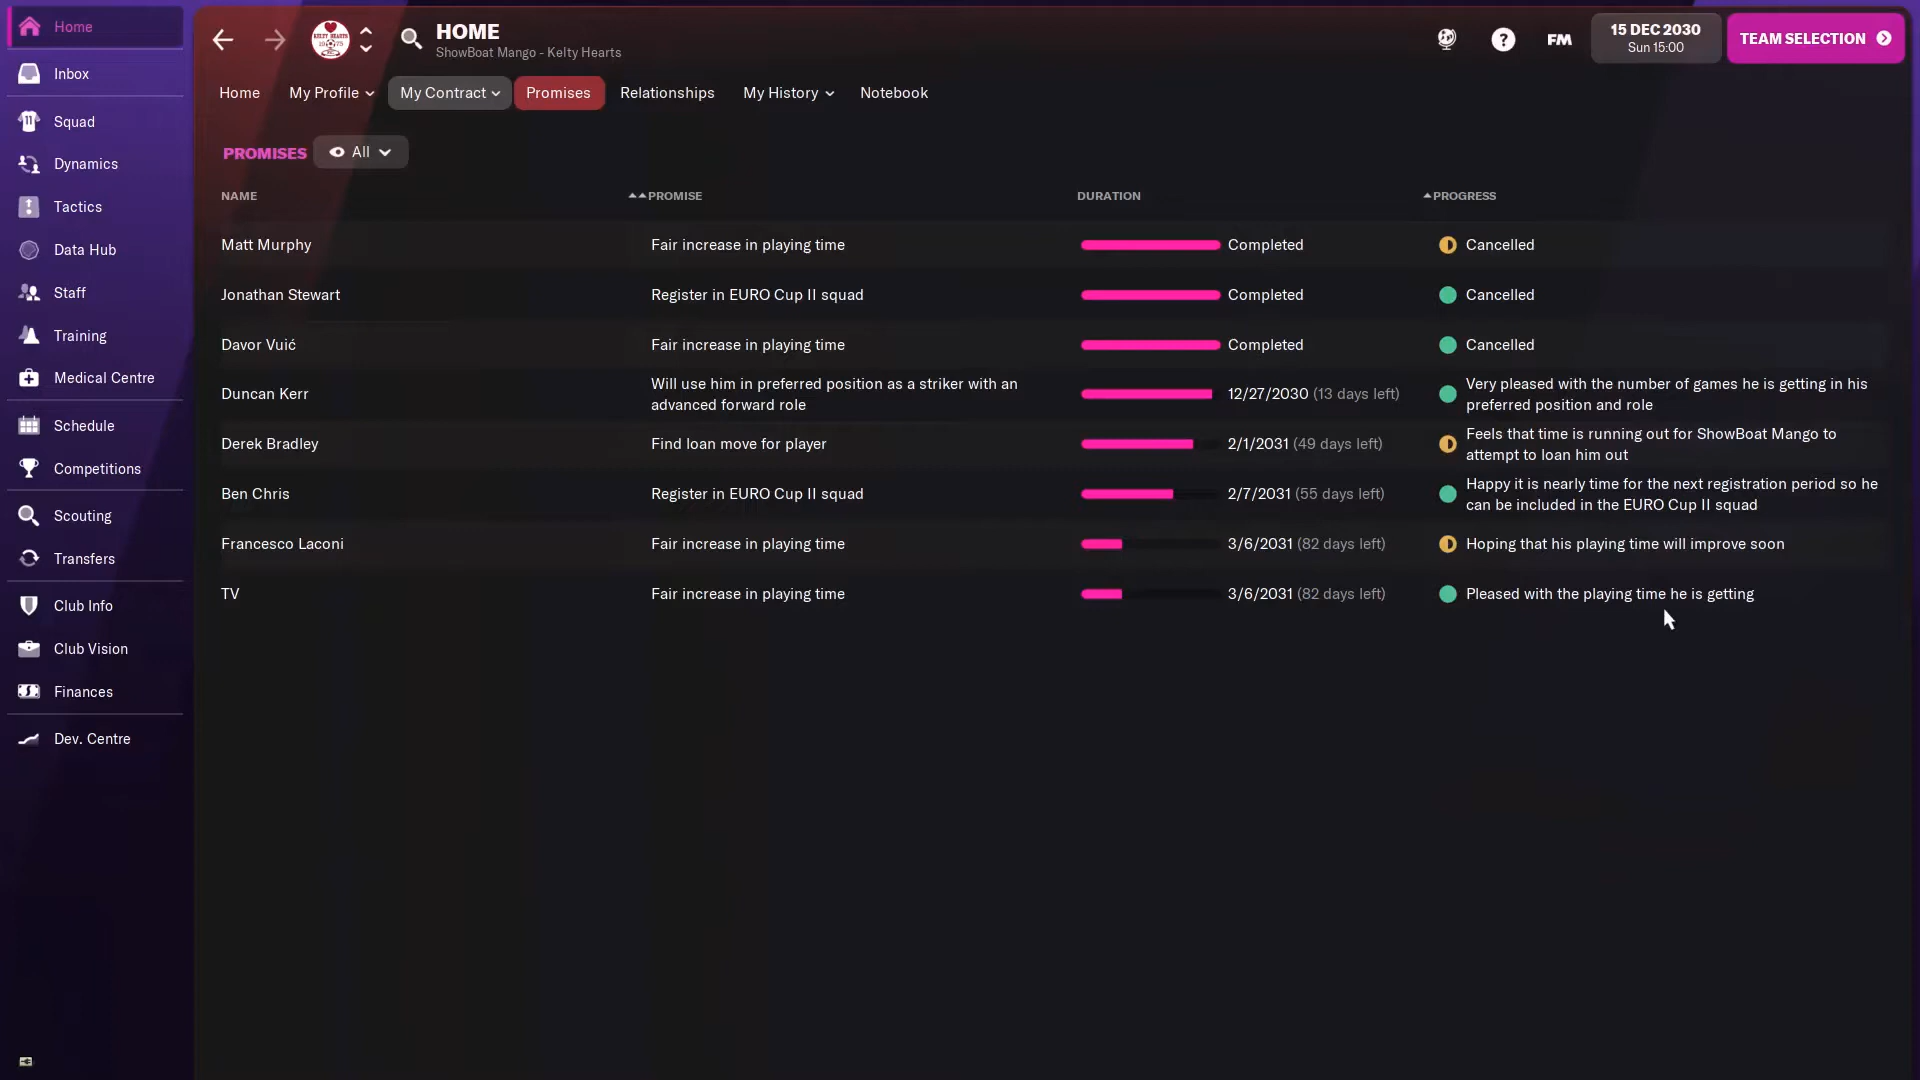 Home
Inbox
Squad
Dynamics
Tactics
Data Hub
Staff
Training
Medical Centre
Schedule
Competitions
Scouting
Transfers
Club Info
Club Vision
Finances
Dev. Centre
HOME
ShowBoat Mango - Kelty Hearts
FM
15 DEC 2030
Sun 15:00
TEAM SELECTION
Home My Profile My Contract Promises Relationships My History Notebook
PROMISES All
NAME PROMISE DURATION PROGRESS
Matt Murphy Fair increase in playing time Completed Cancelled
Jonathan Stewart Register in EURO Cup II squad Completed Cancelled
Davor Vuić Fair increase in playing time Completed Cancelled
Duncan Kerr Will use him in preferred position as a striker with an advanced forward role 12/27/2030 (13 days left) Very pleased with the number of games he is getting in his preferred position and role
Derek Bradley Find loan move for player 2/1/2031 (49 days left) Feels that time is running out for ShowBoat Mango to attempt to loan him out
Ben Chris Register in EURO Cup II squad 2/7/2031 (55 days left) Happy it is nearly time for the next registration period so he can be included in the EURO Cup II squad
Francesco Laconi Fair increase in playing time 3/6/2031 (82 days left) Hoping that his playing time will improve soon
TV Fair increase in playing time 3/6/2031 (82 days left) Pleased with the playing time he is getting